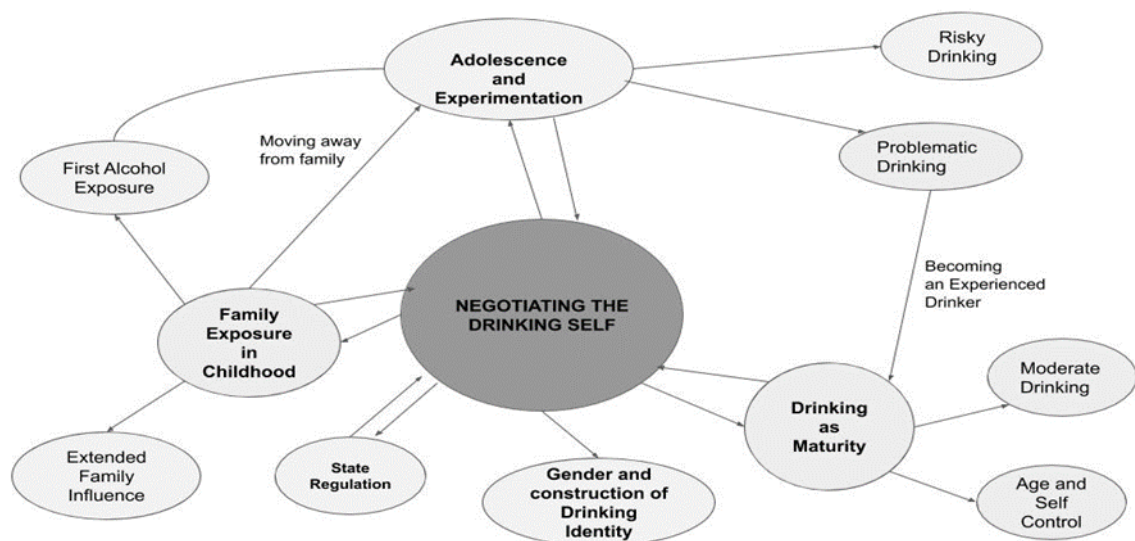 Adolescence
and
Experimentation
Risky
Drinking
Moving away
from family
First Alcohol
Exposure
Problematic
Drinking
Becoming
an Experienced
Drinker
NEGOTIATING THE
DRINKING SELF
Family
Exposure
in
Childhood
Moderate
Drinking
Drinking
as
Maturity
Extended
Family
Influence
State
Regulation
Gender and
construction of
Drinking
Identity
Age and
Self
Control